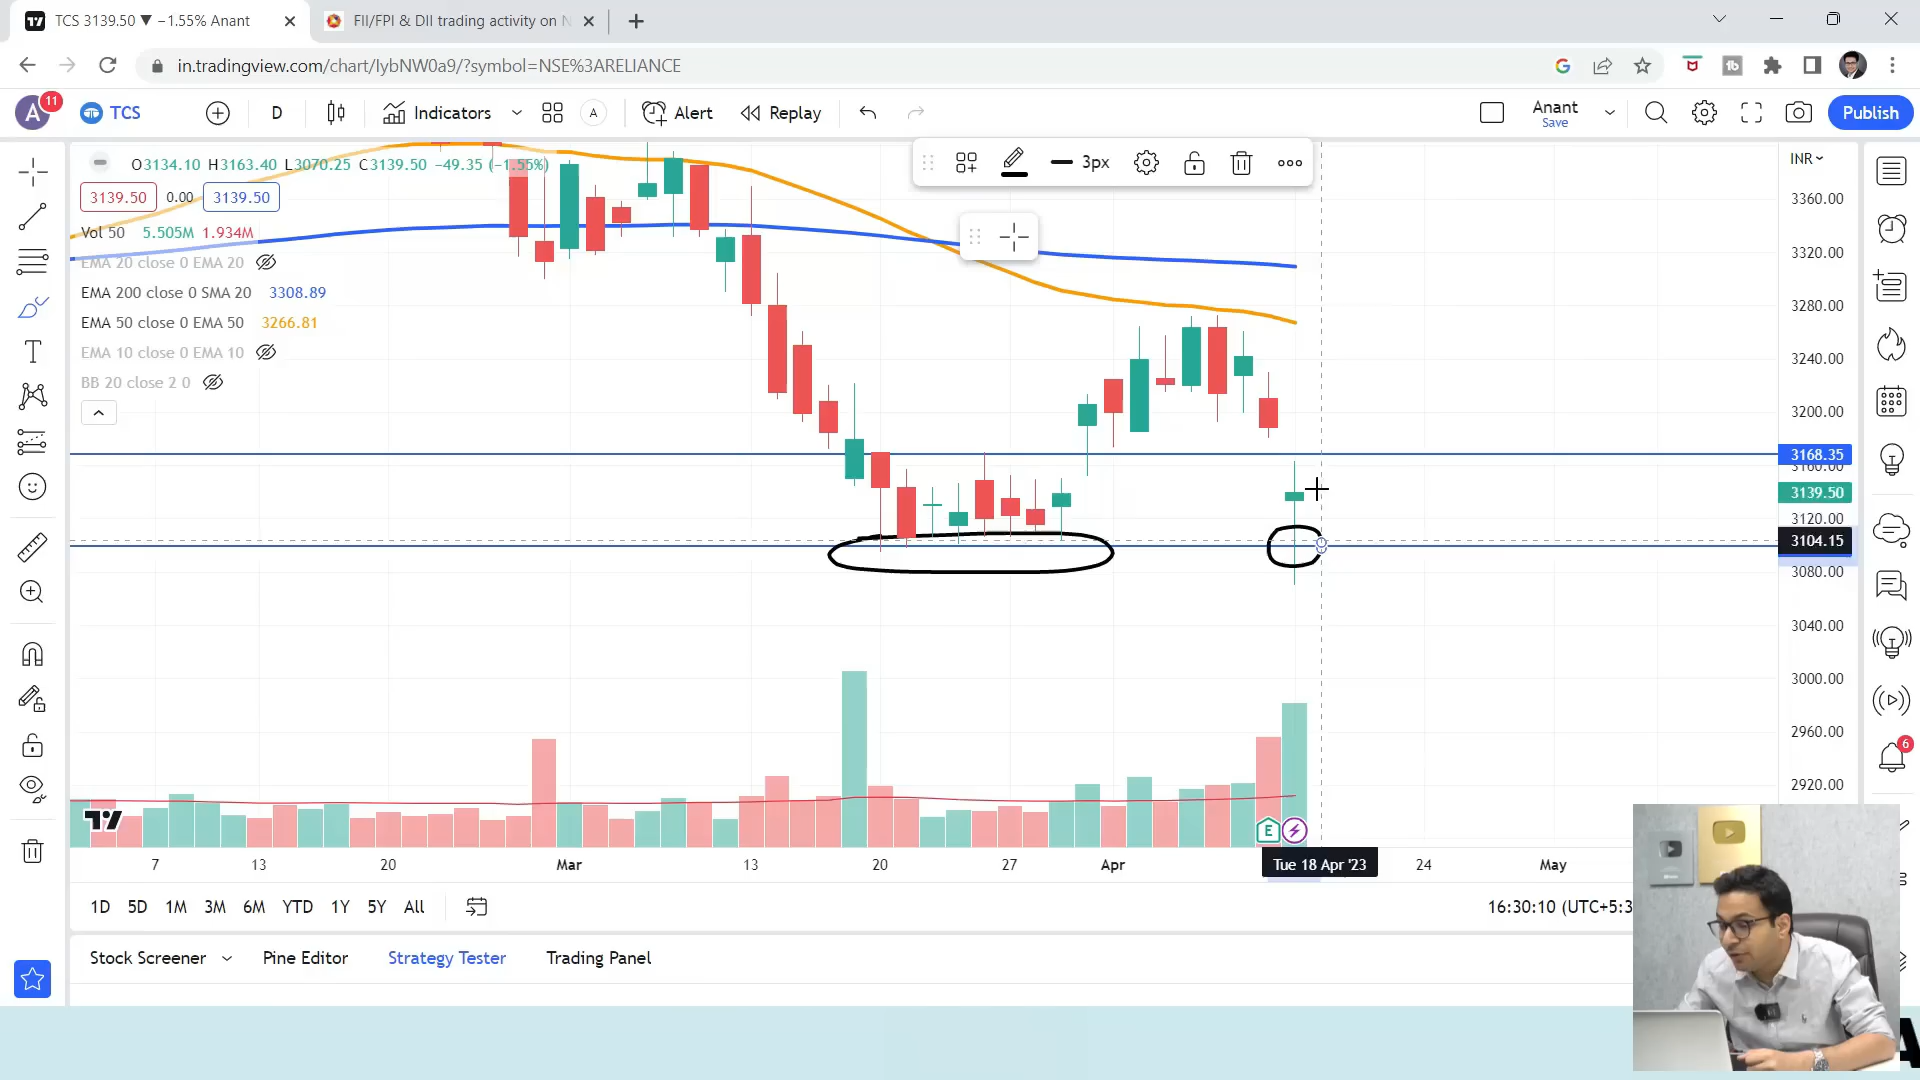 TCS 3139.50 ▼ −1.55% Anant
FII/FPI & DII trading activity on N
in.tradingview.com/chart/IybNW0a9/?symbol=NSE%3ARELIANCE
A 11 TCS
D
Indicators
A
Alert
Replay
Anant
Save
Publish
O3134.10 H3163.40 L3070.25 C3139.50 −49.35 (−1.55%)
3px
INR
3139.50 0.00 3139.50
Vol 50 5.505M 1.934M
EMA 20 close 0 EMA 20
EMA 200 close 0 SMA 20 3308.89
EMA 50 close 0 EMA 50 3266.81
EMA 10 close 0 EMA 10
BB 20 close 2 0
3360.00
3320.00
3280.00
3240.00
3200.00
3168.35
3160.00
3139.50
3120.00
3104.15
3080.00
3040.00
3000.00
2960.00
2920.00
6
E
7 13 20 Mar 13 20 27 Apr Tue 18 Apr '23 24 May
1D 5D 1M 3M 6M YTD 1Y 5Y All
16:30:10 (UTC+5:3
Stock Screener Pine Editor Strategy Tester Trading Panel